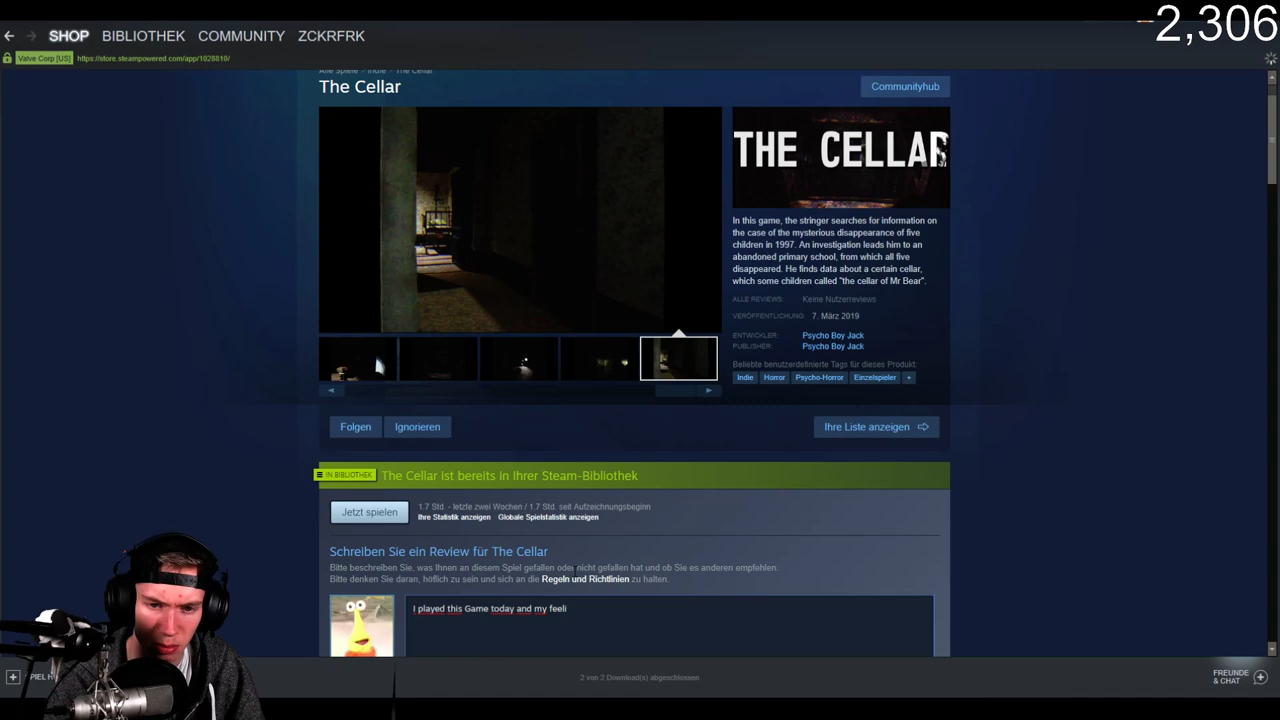 2,306
SHOP BIBLIOTHEK COMMUNITY ZCKRFRK
Valve Corp [US] https://store.steampowered.com/app/1028810/
Alle Spiele > Indie > The Cellar
The Cellar
Communityhub
THE CELLAR
In this game, the stringer searches for information on
the case of the mysterious disappearance of five
children in 1997. An investigation leads him to an
abandoned primary school, from which all five
disappeared. He finds data about a certain cellar,
which some children called "the cellar of Mr Bear".
ALLE REVIEWS: Keine Nutzerreviews
VERÖFFENTLICHUNG: 7. März 2019
ENTWICKLER: Psycho Boy Jack
PUBLISHER: Psycho Boy Jack
Beliebte benutzerdefinierte Tags für dieses Produkt:
Indie Horror Psycho-Horror Einzelspieler +
Folgen Ignorieren Ihre Liste anzeigen
IN BIBLIOTHEK The Cellar ist bereits in Ihrer Steam-Bibliothek
Jetzt spielen
1.7 Std. - letzte zwei Wochen / 1.7 Std. seit Aufzeichnungsbeginn
Ihre Statistik anzeigen Globale Spielstatistik anzeigen
Schreiben Sie ein Review für The Cellar
Bitte beschreiben Sie, was Ihnen an diesem Spiel gefallen oder nicht gefallen hat und ob Sie es anderen empfehlen.
Bitte denken Sie daran, höflich zu sein und sich an die Regeln und Richtlinien zu halten.
I played this Game today and my feeli
SPIEL H
2 von 2 Download(s) abgeschlossen
FREUNDE
& CHAT